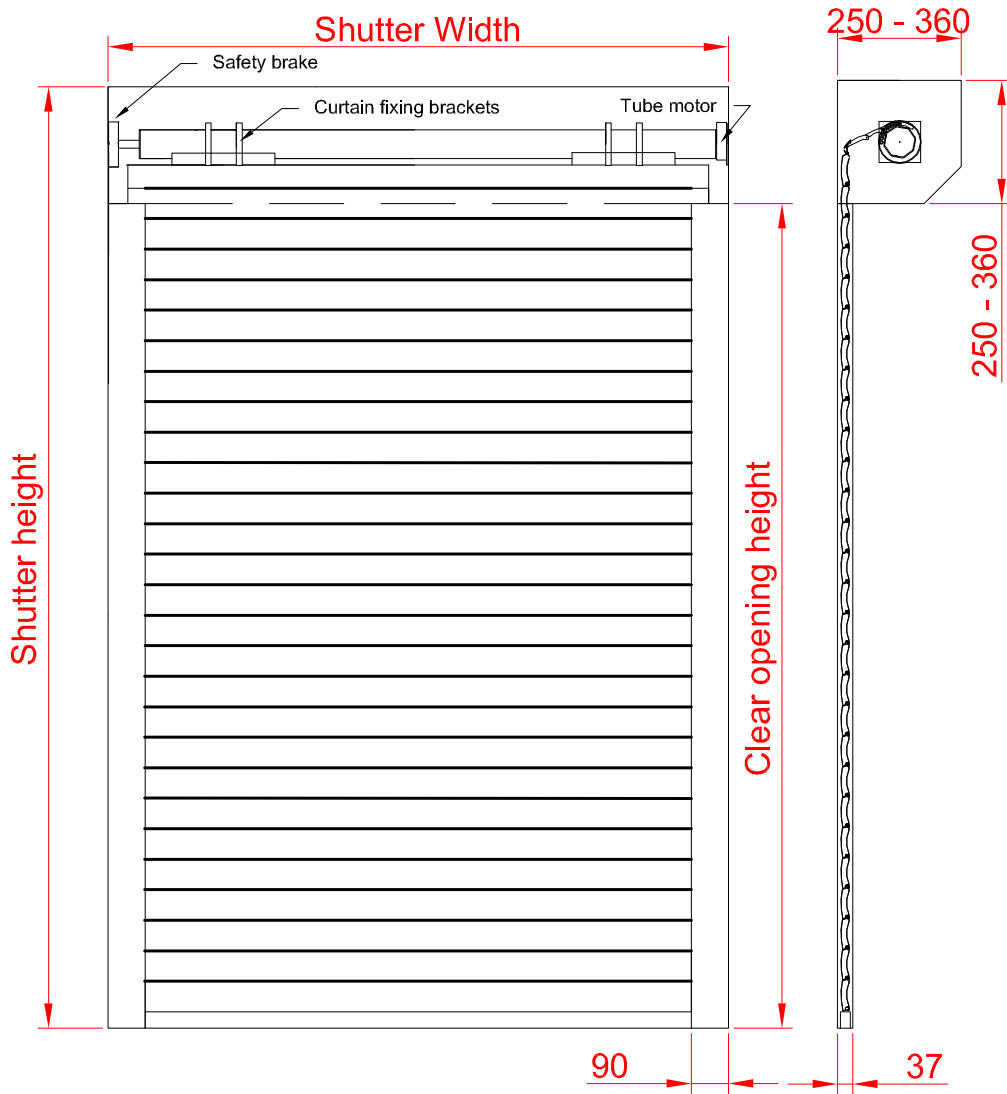 250 - 360
Shutter Width
Safety brake
Curtain fixing brackets
Tube motor
250 - 360
Shutter height
Clear opening height
90
37